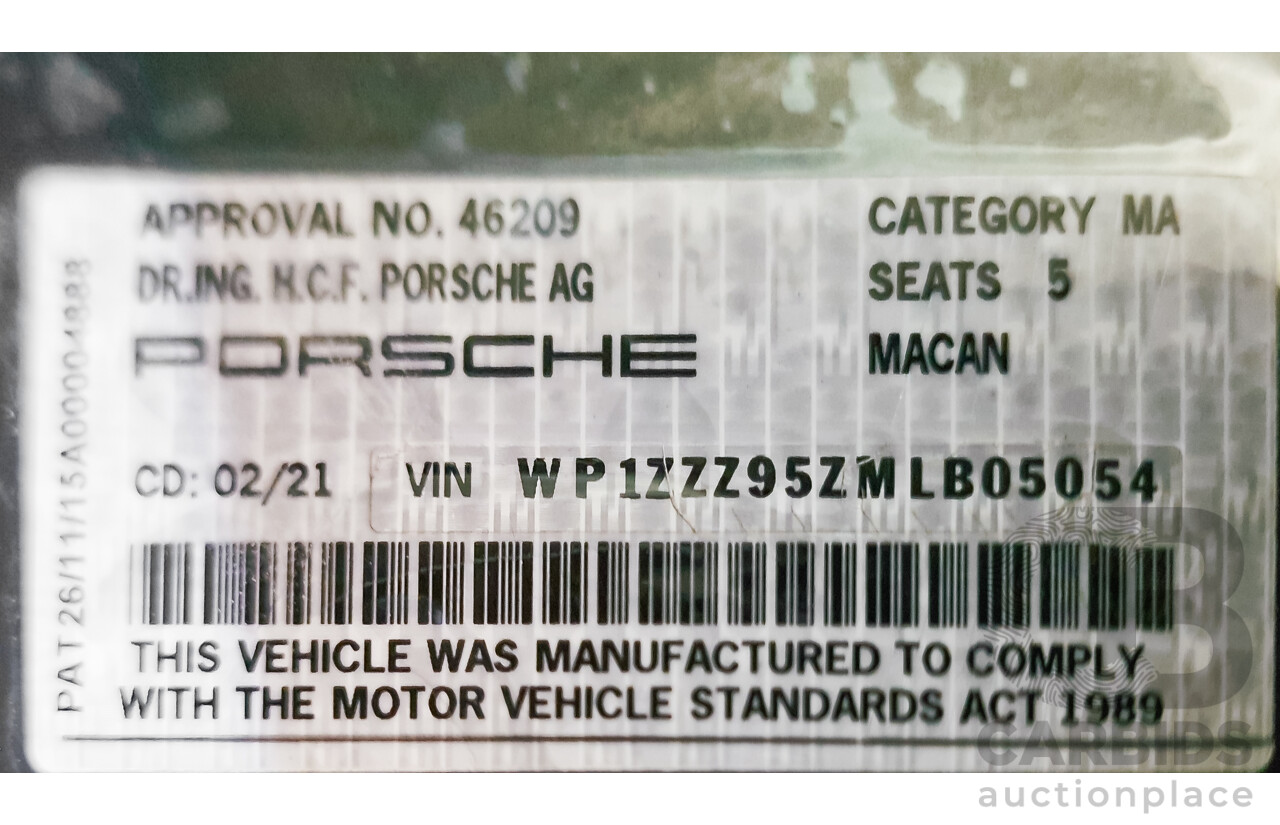 APPROVAL NO. 46209
CATEGORY MA
DR.ING. H.C.F. PORSCHE AG
SEATS 5
PORSCHE
MACAN
CD: 02/21
VIN WP1ZZZ95ZMLB05054
THIS VEHICLE WAS MANUFACTURED TO COMPLY
WITH THE MOTOR VEHICLE STANDARDS ACT 1989
PAT 26/11/15A00004888
CARBIDS
auctionplace